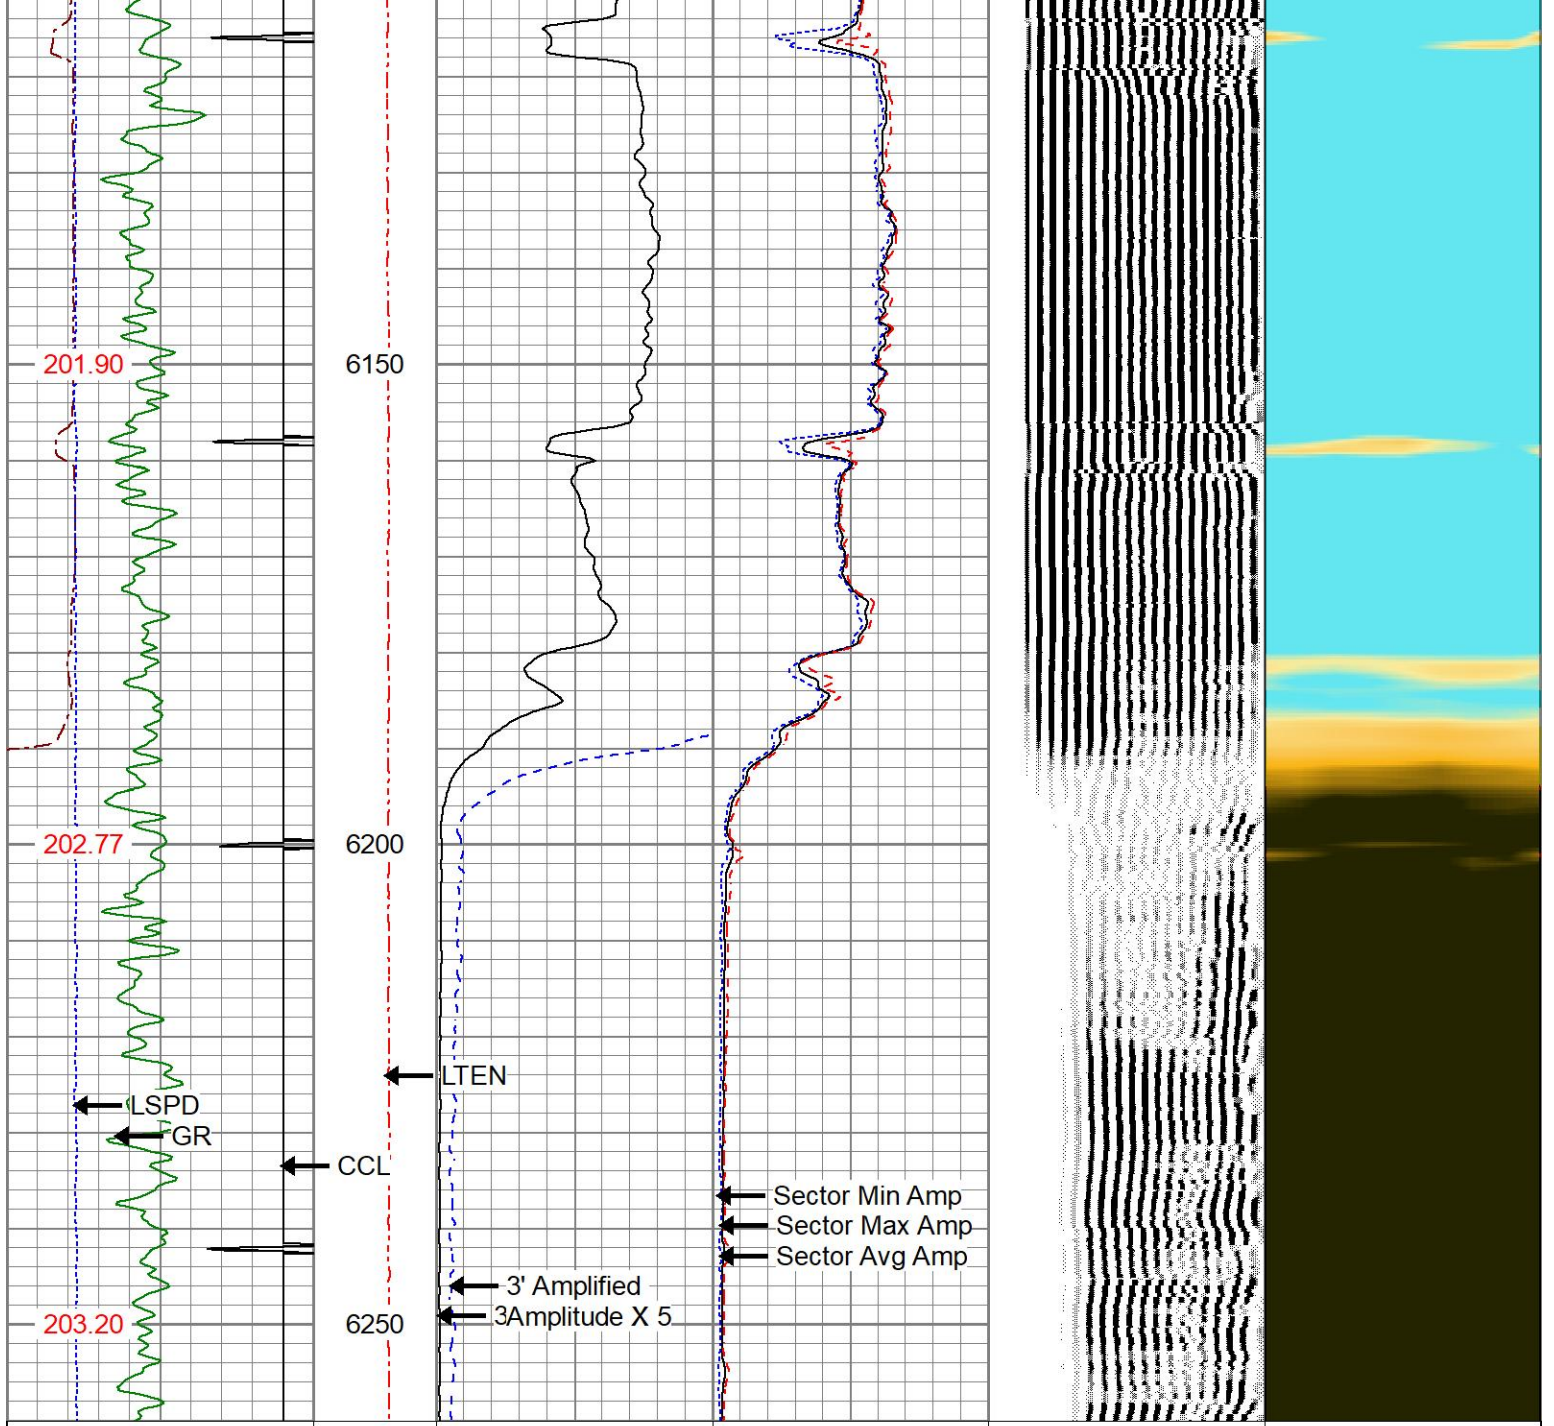 201.90 6150
202.77 6200
LTEN
LSPD
GR
CCL
Sector Min Amp
Sector Max Amp
Sector Avg Amp
3' Amplified
3Amplitude X 5
203.20 6250